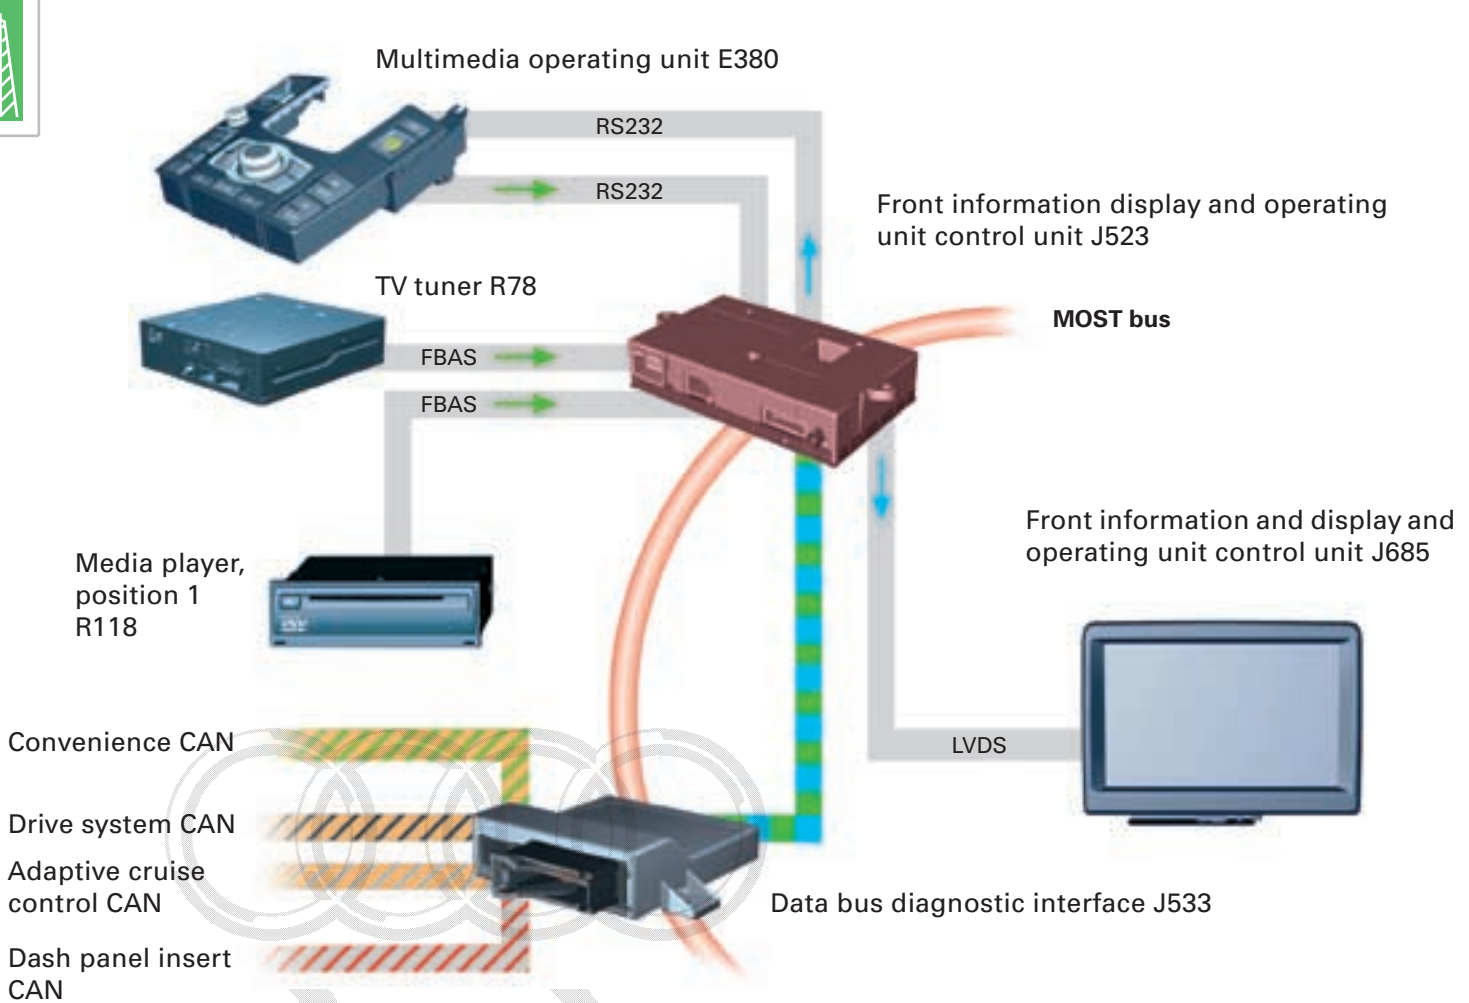 Multimedia operating unit E380
RS232
RS232
Front information display and operating
unit control unit J523
TV tuner R78
MOST bus
FBAS
FBAS
Front information and display and
operating unit control unit J685
Media player,
position 1
R118
Convenience CAN
LVDS
Drive system CAN
Adaptive cruise
control CAN
Data bus diagnostic interface J533
Dash panel insert
CAN